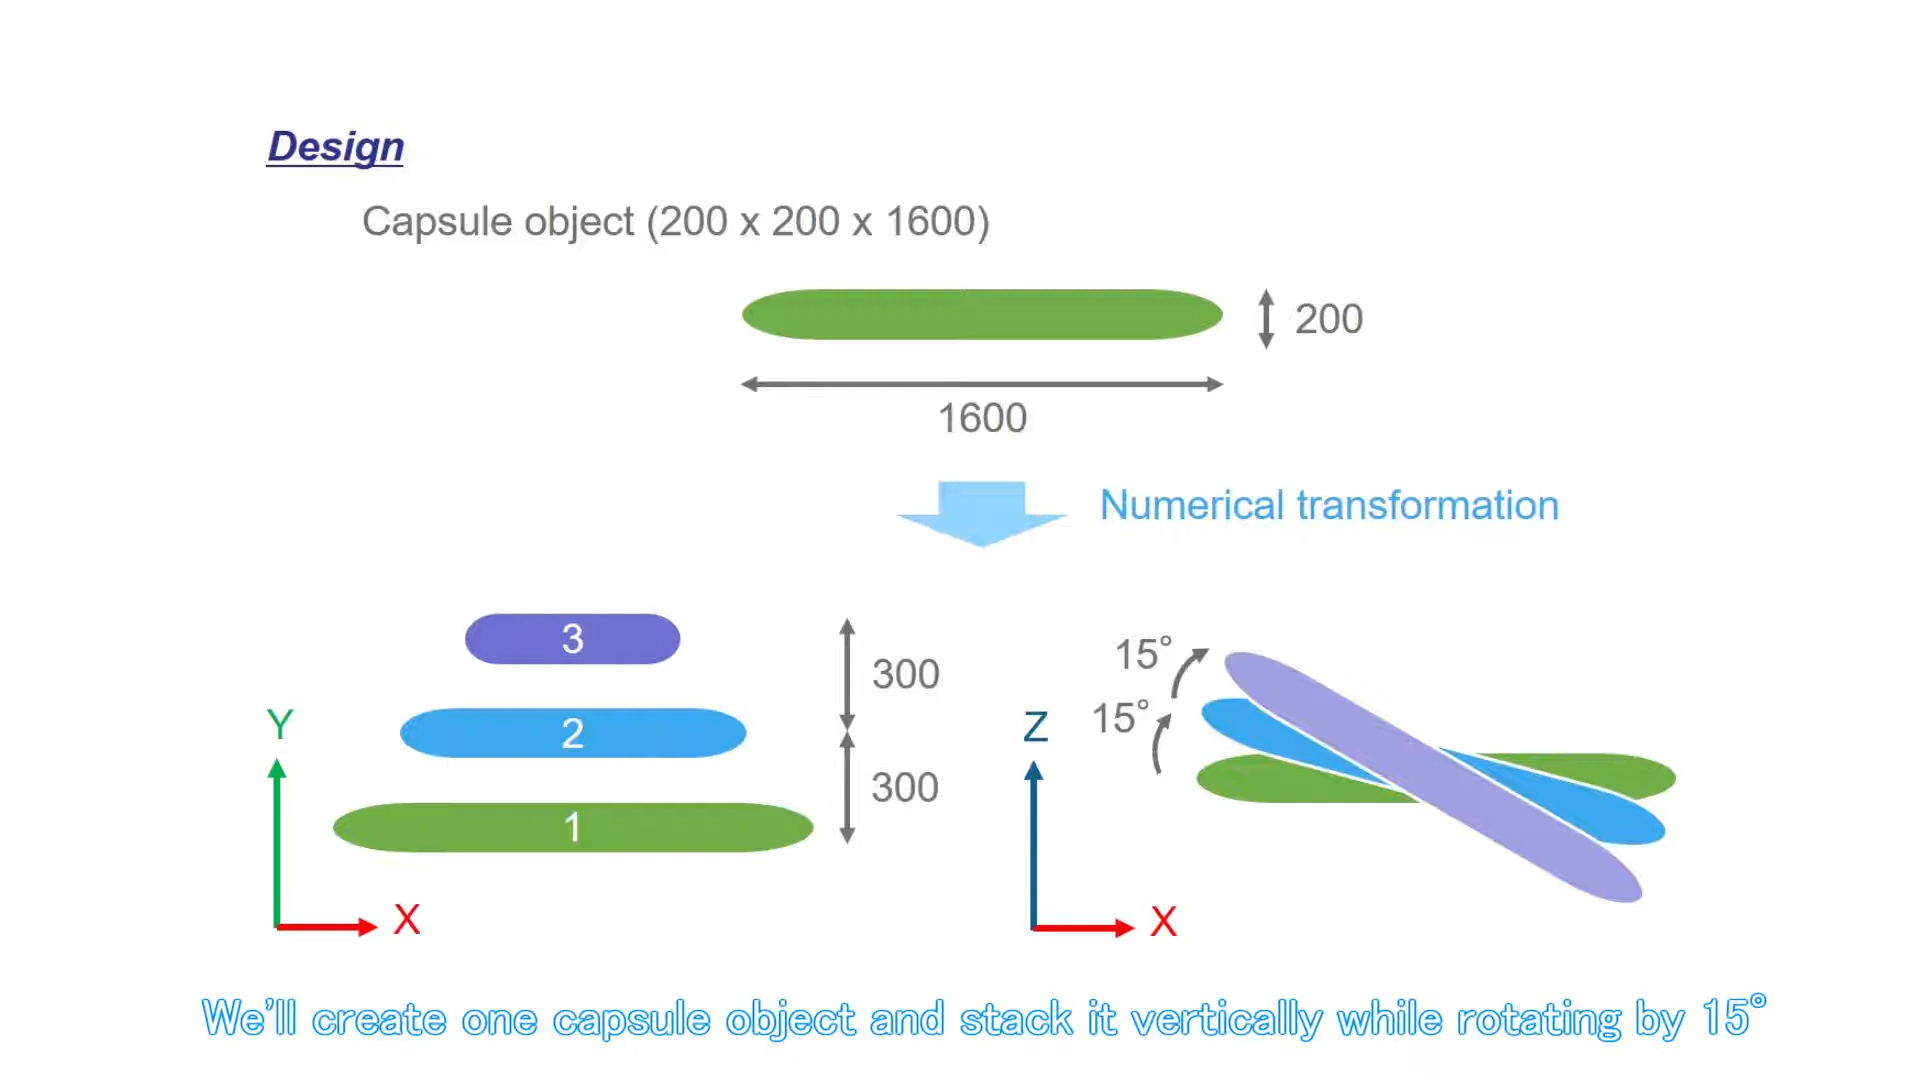 Design
Capsule object (200 x 200 x 1600)
200
1600
Numerical transformation
3
300
2
300
1
Y
X
15°
15°
Z
X
We'll create one capsule object and stack it vertically while rotating by 15°